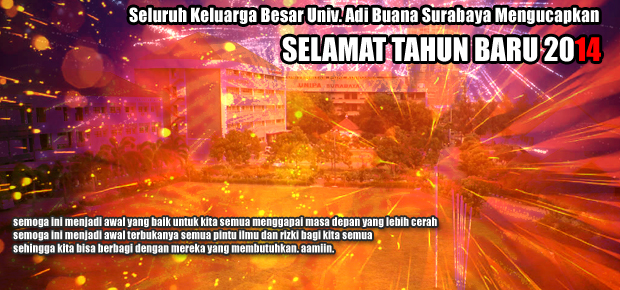 Seluruh Keluarga Besar Univ. Adi Buana Surabaya Mengucapkan
SELAMAT TAHUN BARU 2014
semoga ini menjadi awal yang baik untuk kita semua menggapai masa depan yang lebih cerah
semoga ini menjadi awal terbukanya semua pintu ilmu dan rizki bagi kita semua
sehingga kita bisa berbagi dengan mereka yang membutuhkan. aamiin.